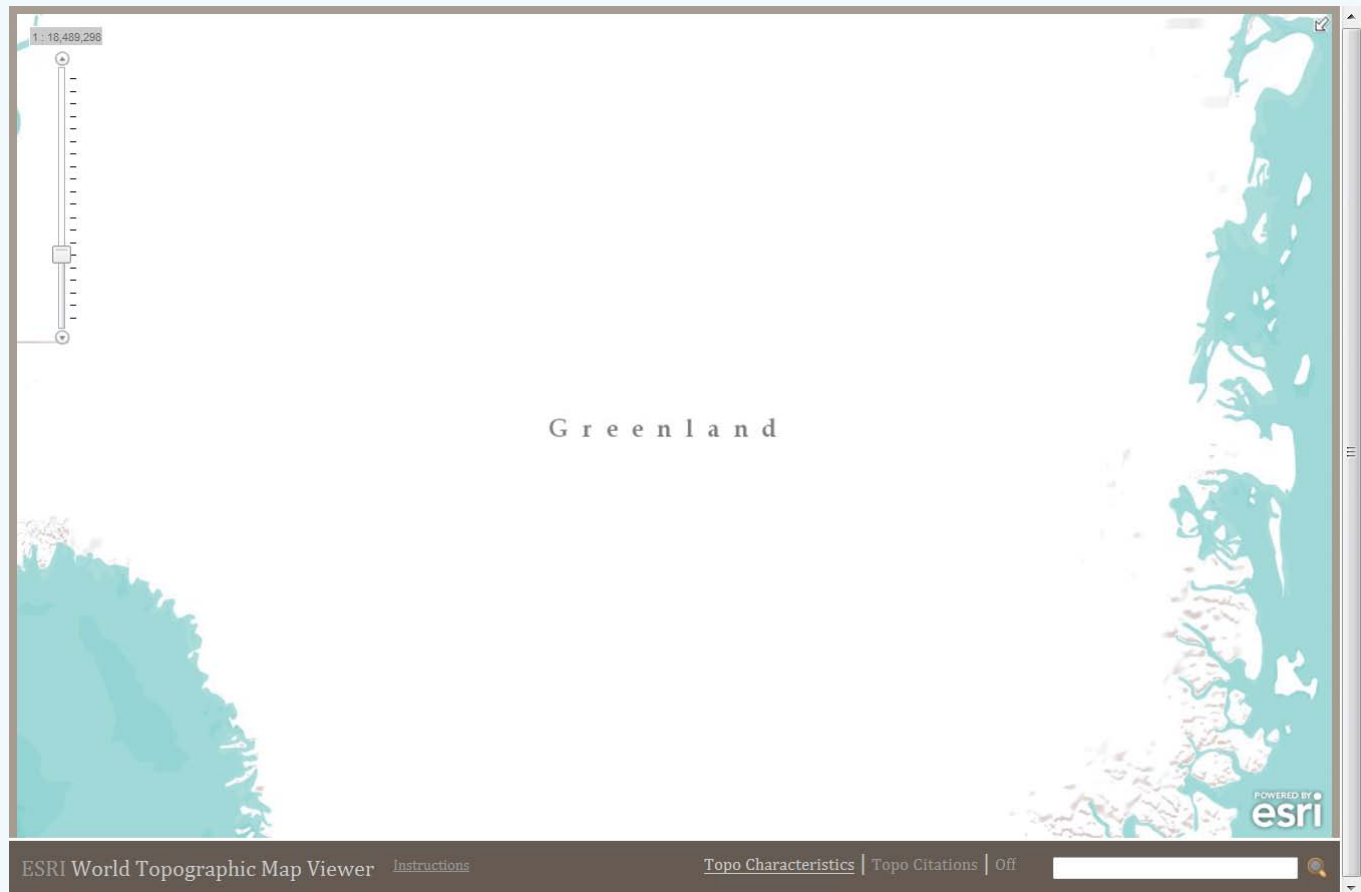 1 : 18,489,298
Greenland
POWERED BY
esri
ESRI World Topographic Map Viewer Instructions Topo Characteristics | Topo Citations | Off